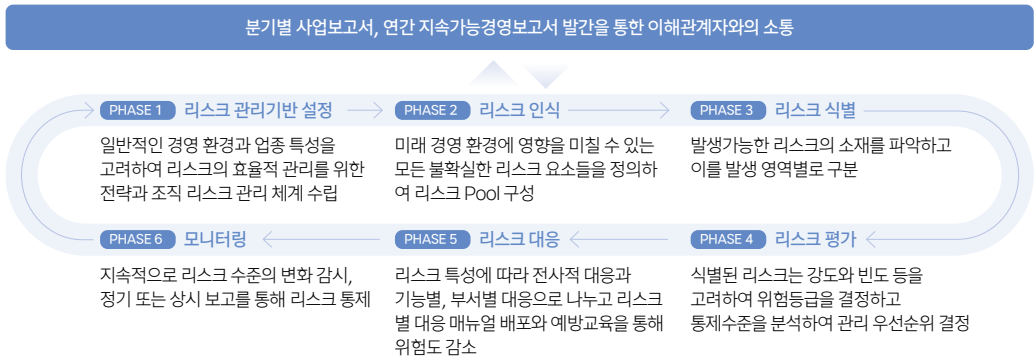 분기별 사업보고서, 연간 지속가능경영보고서 발간을 통한 이해관계자와의 소통
PHASE 1 리스크 관리기반 설정
일반적인 경영 환경과 업종 특성을
고려하여 리스크의 효율적 관리를 위한
전략과 조직 리스크 관리 체계 수립
PHASE 2 리스크 인식
미래 경영 환경에 영향을 미칠 수 있는
모든 불확실한 리스크 요소들을 정의하
여 리스크 Pool 구성
PHASE 3 리스크 식별
발생가능한 리스크의 소재를 파악하고
이를 발생 영역별로 구분
PHASE 4 리스크 평가
식별된 리스크는 강도와 빈도 등을
고려하여 위험등급을 결정하고
통제수준을 분석하여 관리 우선순위 결정
PHASE 5 리스크 대응
리스크 특성에 따라 전사적 대응과
기능별, 부서별 대응으로 나누고 리스크
별 대응 매뉴얼 배포와 예방교육을 통해
위험도 감소
PHASE 6 모니터링
지속적으로 리스크 수준의 변화 감시,
정기 또는 상시 보고를 통해 리스크 통제